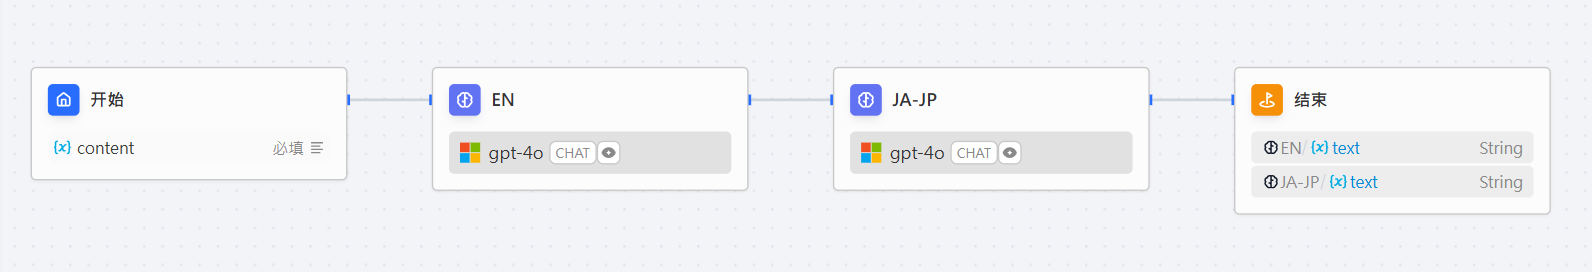 开始
{x} content 必填
EN
gpt-4o CHAT
JA-JP
gpt-4o CHAT
结束
EN/{x} text String
JA-JP/{x} text String